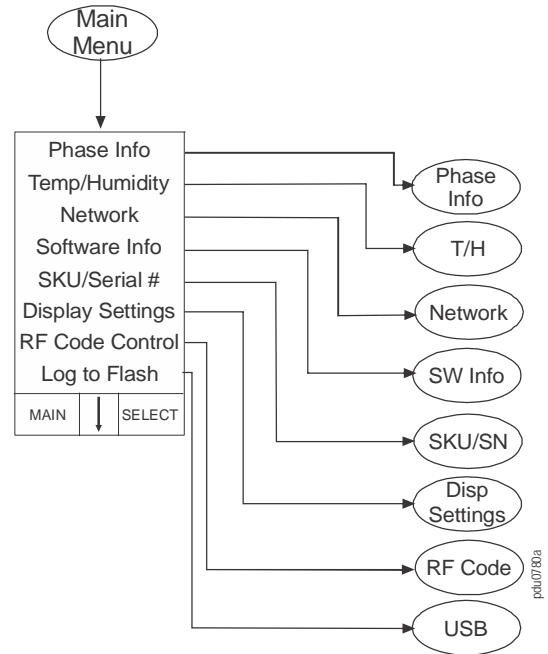 Main
Menu
Phase Info
Temp/Humidity
Network
Software Info
SKU/Serial #
Display Settings
RF Code Control
Log to Flash
MAIN
SELECT
Phase
Info
T/H
Network
SW Info
SKU/SN
Disp
Settings
RF Code
USB
pdu0780a